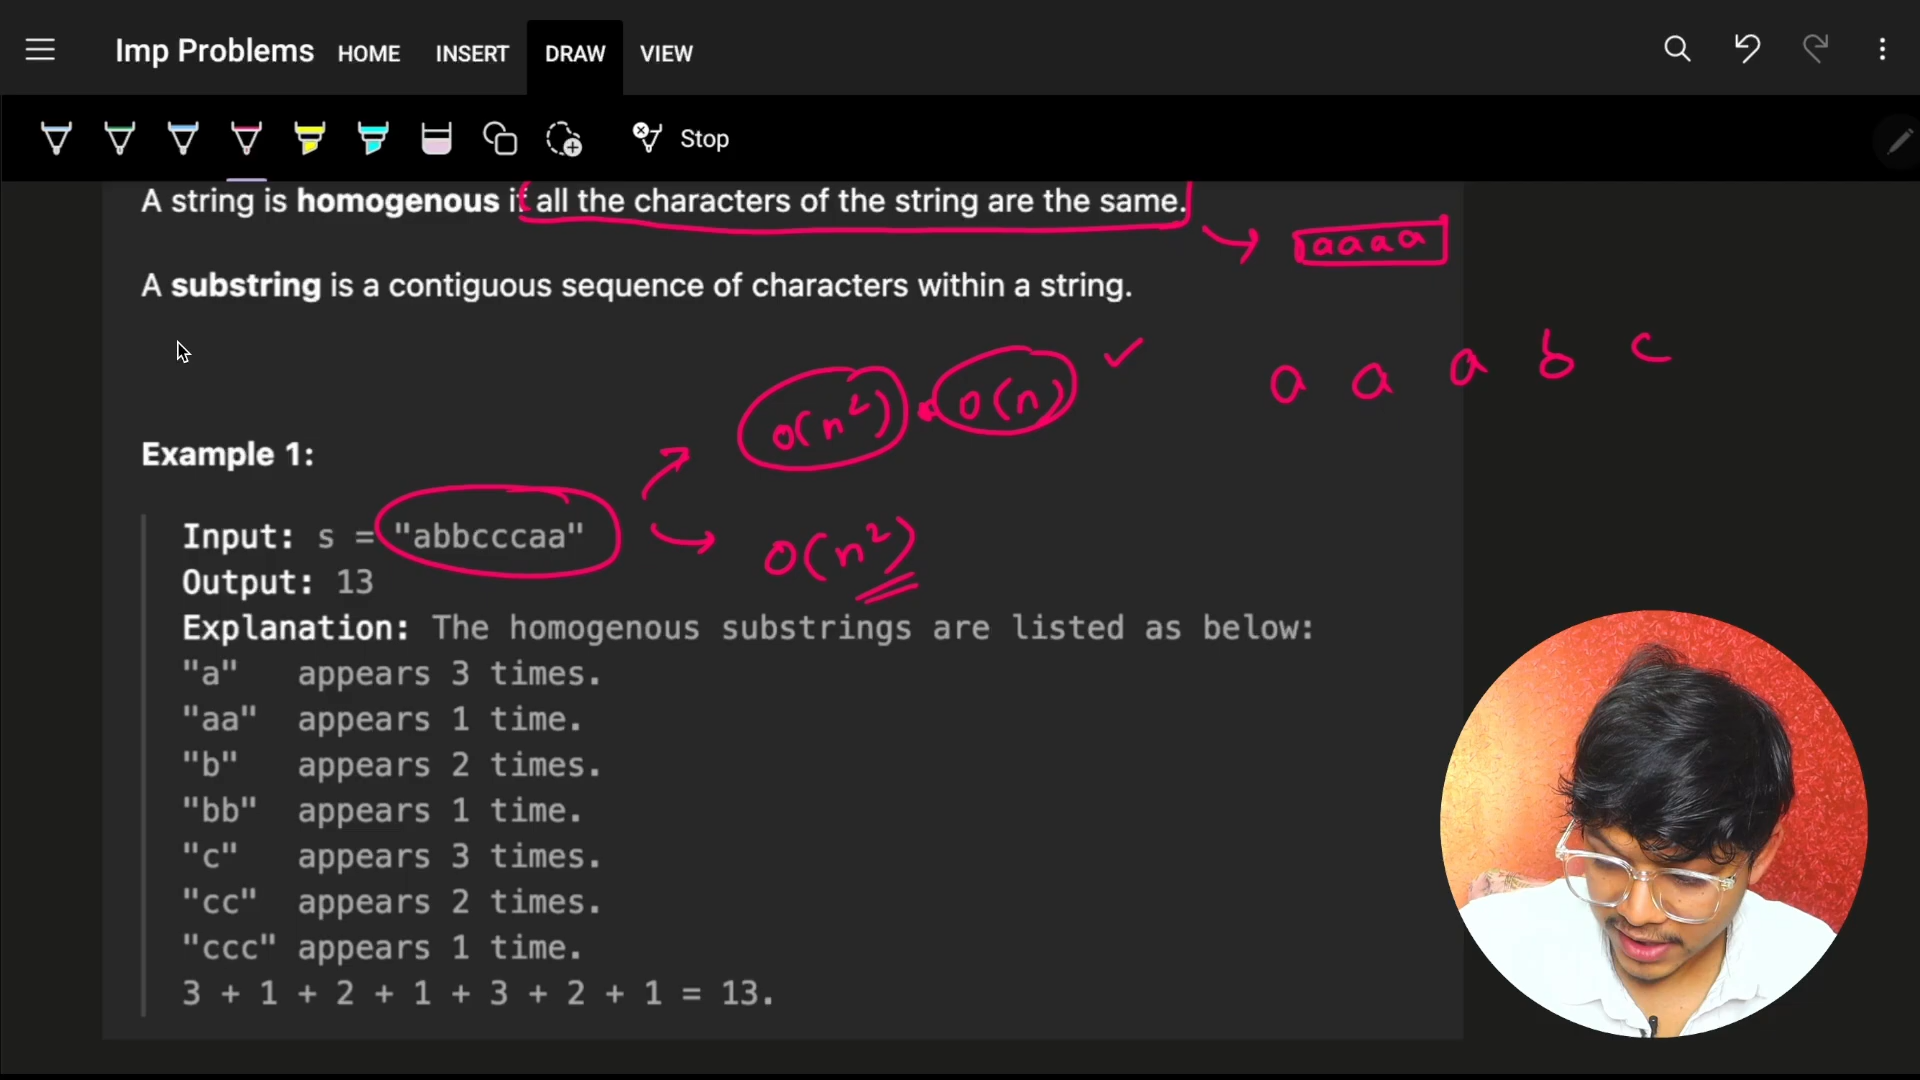 Imp Problems HOME INSERT DRAW VIEW
Stop
A string is homogenous if all the characters of the string are the same.
aaaa
A substring is a contiguous sequence of characters within a string.
a a a b c
O(n²) . O(n) ✓
Example 1:
Input: s = "abbcccaa"
O(n²)
Output: 13
Explanation: The homogenous substrings are listed as below:
"a" appears 3 times.
"aa" appears 1 time.
"b" appears 2 times.
"bb" appears 1 time.
"c" appears 3 times.
"cc" appears 2 times.
"ccc" appears 1 time.
3 + 1 + 2 + 1 + 3 + 2 + 1 = 13.